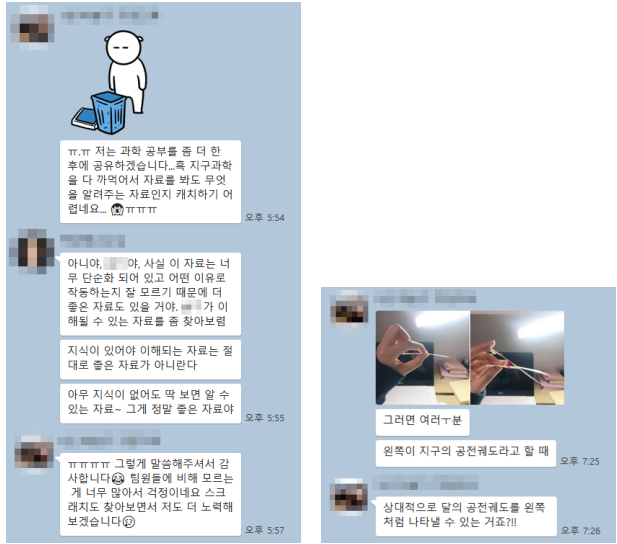 ㅠ.ㅠ 저는 과학 공부를 좀 더 한
후에 공유하겠습니다...흑 지구과학
을 다 까먹어서 자료를 봐도 무엇
을 알려주는 자료인지 캐치하기 어
렵네요... ㅠㅠㅠ
오후 5:54
아니야, 야, 사실 이 자료는 너
무 단순화 되어 있고 어떤 이유로
작동하는지 잘 모르기 때문에 더
좋은 자료도 있을 거야. 가 이
해될 수 있는 자료를 좀 찾아보렴
지식이 있어야 이해되는 자료는 절
대로 좋은 자료가 아니란다
아무 지식이 없어도 딱 보면 알 수
있는 자료~ 그게 정말 좋은 자료야
오후 5:55
ㅠㅠㅠㅠ 그렇게 말씀해주셔서 감
사합니다 팀원들에 비해 모르는
게 너무 많아서 걱정이네요 스크
래치도 찾아보면서 저도 더 노력해
보겠습니다
오후 5:57
그러면 여러ㅜ분
왼쪽이 지구의 공전궤도라고 할 때
오후 7:25
상대적으로 달의 공전궤도를 왼쪽
처럼 나타낼 수 있는 거죠?!!
오후 7:26